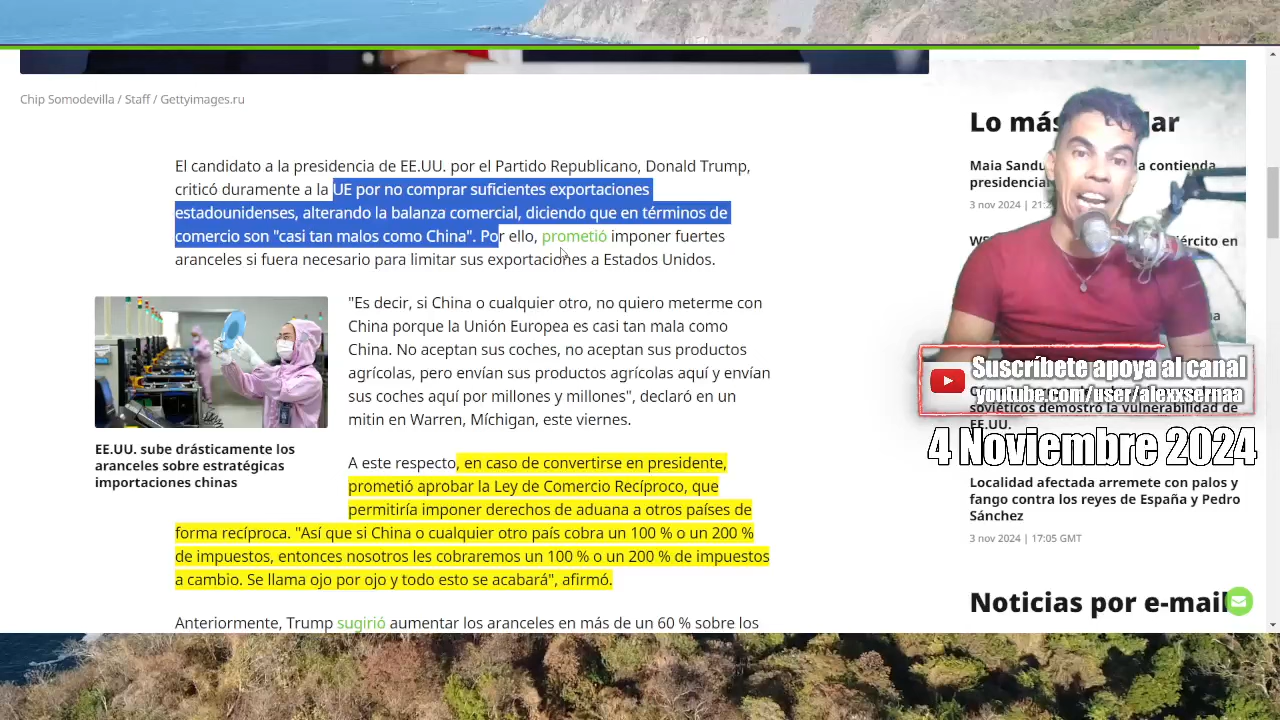 Chip Somodevilla / Staff / Gettyimages.ru
El candidato a la presidencia de EE.UU. por el Partido Republicano, Donald Trump,
criticó duramente a la UE por no comprar suficientes exportaciones
estadounidenses, alterando la balanza comercial, diciendo que en términos de
comercio son "casi tan malos como China". Por ello, prometió imponer fuertes
aranceles si fuera necesario para limitar sus exportaciones a Estados Unidos.
"Es decir, si China o cualquier otro, no quiero meterme con
China porque la Unión Europea es casi tan mala como
China. No aceptan sus coches, no aceptan sus productos
agrícolas, pero envían sus productos agrícolas aquí y envían
sus coches aquí por millones y millones", declaró en un
mitin en Warren, Míchigan, este viernes.
EE.UU. sube drásticamente los
aranceles sobre estratégicas
importaciones chinas
A este respecto, en caso de convertirse en presidente,
prometió aprobar la Ley de Comercio Recíproco, que
permitiría imponer derechos de aduana a otros países de
forma recíproca. "Así que si China o cualquier otro país cobra un 100 % o un 200 %
de impuestos, entonces nosotros les cobraremos un 100 % o un 200 % de impuestos
a cambio. Se llama ojo por ojo y todo esto se acabará", afirmó.
Anteriormente, Trump sugirió aumentar los aranceles en más de un 60 % sobre los
Lo más lar
Maia Sandu a contienda
presidencial
3 nov 2024 | 21:2
WS ejército en
Suscríbete apoya al canal
youtube.com/user/alexxsernaa
soviéticos demostró la vulnerabilidad de
EE.UU.
4 Noviembre 2024
Localidad afectada arremete con palos y
fango contra los reyes de España y Pedro
Sánchez
3 nov 2024 | 17:05 GMT
Noticias por e-mail